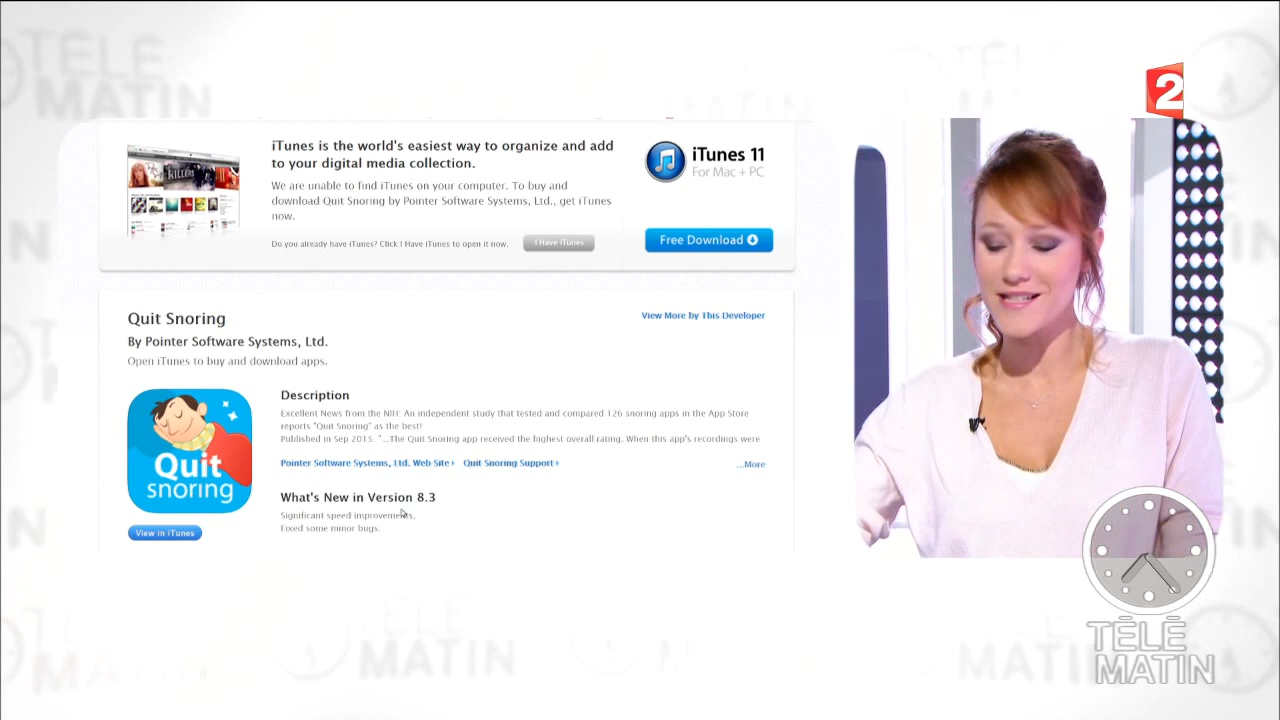 TÉLÉ
MATIN
2
iTunes is the world's easiest way to organize and add
to your digital media collection.
We are unable to find iTunes on your computer. To buy and
download Quit Snoring by Pointer Software Systems, Ltd., get iTunes
now.
Do you already have iTunes? Click I Have iTunes to open it now.
I Have iTunes
iTunes 11
For Mac + PC
Free Download
KILLERS
Quit Snoring
View More by This Developer
By Pointer Software Systems, Ltd.
Open iTunes to buy and download apps.
Quit
snoring
View in iTunes
Description
Excellent News from the NIH: An independent study that tested and compared 126 snoring apps in the App Store
reports "Quit Snoring" as the best!
Published in Sep 2015. "...The Quit Snoring app received the highest overall rating. When this app's recordings were
Pointer Software Systems, Ltd. Web Site Quit Snoring Support
...More
What's New in Version 8.3
Significant speed improvements.
Fixed some minor bugs.
TÉLÉ
MATIN
TÉLÉ
MATIN